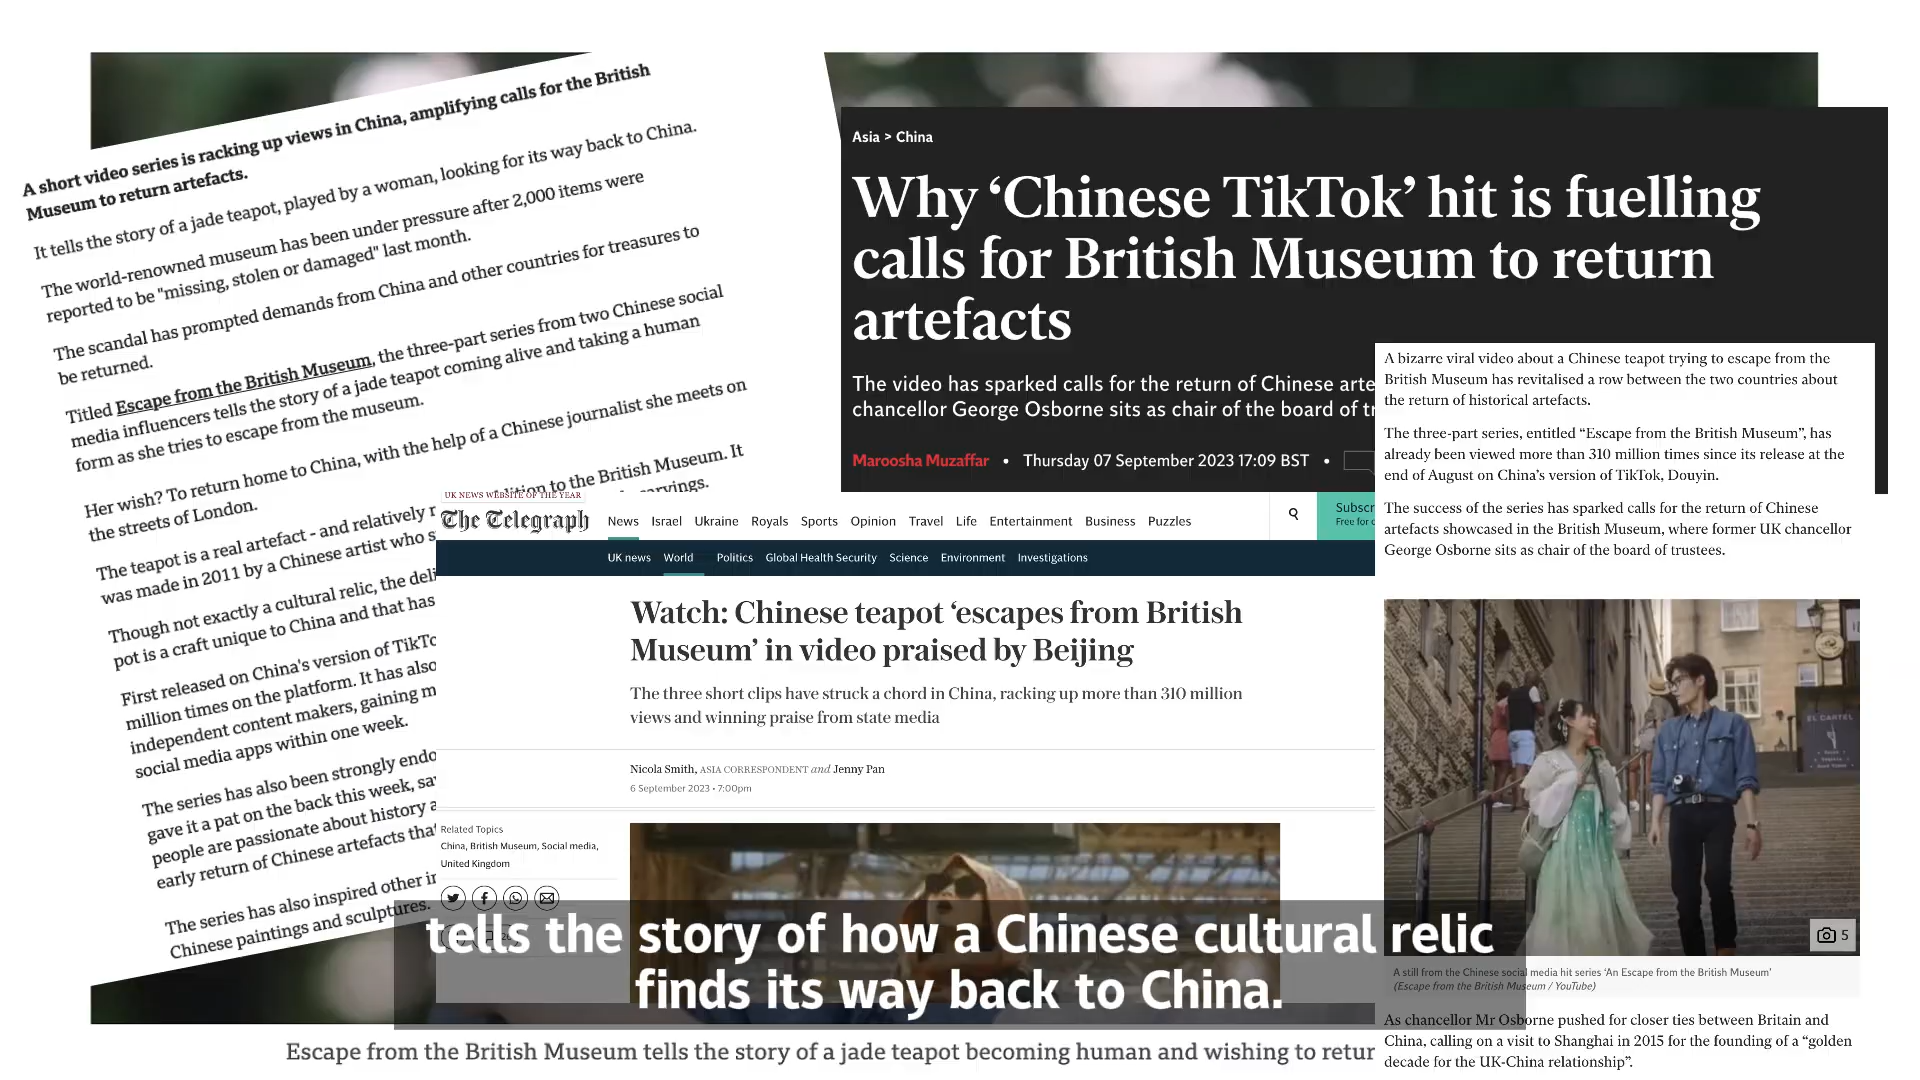 A short video series is racking up views in China, amplifying calls for the British
Museum to return artefacts.
It tells the story of a jade teapot, played by a woman, looking for its way back to China.
The world-renowned museum has been under pressure after 2,000 items were
reported to be "missing, stolen or damaged" last month.
The scandal has prompted demands from China and other countries for treasures to
be returned.
Titled Escape from the British Museum, the three-part series from two Chinese social
media influencers tells the story of a jade teapot coming alive and taking a human
form as she tries to escape from the museum.
Her wish? To return home to China, with the help of a Chinese journalist she meets on
the streets of London.
The teapot is a real artefact - and relatively
to the British Museum. It
was made in 2011 by a Chinese artist who
carvings.
Though not exactly a cultural relic, the
pot is a craft unique to China and that has
First released on China's version of
million times on the platform. It has also
independent content makers, gaining
social media apps within one week.
The series has also been strongly
gave it a pat on the back this week,
people are passionate about history
early return of Chinese artefacts
The series has also inspired other
Chinese paintings and sculptures.
Asia > China
Why ‘Chinese TikTok’ hit is fuelling
calls for British Museum to return
artefacts
The video has sparked calls for the return of Chinese
chancellor George Osborne sits as chair of the board of
Maroosha Muzaffar • Thursday 07 September 2023 17:09 BST •
A bizarre viral video about a Chinese teapot trying to escape from the
British Museum has revitalised a row between the two countries about
the return of historical artefacts.
The three-part series, entitled “Escape from the British Museum”, has
already been viewed more than 310 million times since its release at the
end of August on China’s version of TikTok, Douyin.
The success of the series has sparked calls for the return of Chinese
artefacts showcased in the British Museum, where former UK chancellor
George Osborne sits as chair of the board of trustees.
EL CARTEL
5
A still from the Chinese social media hit series ‘An Escape from the British Museum’
(Escape from the British Museum / YouTube)
As chancellor Mr Osborne pushed for closer ties between Britain and
China, calling on a visit to Shanghai in 2015 for the founding of a “golden
decade for the UK-China relationship”.
UK NEWS WEBSITE OF THE YEAR
The Telegraph
News Israel Ukraine Royals Sports Opinion Travel Life Entertainment Business Puzzles
Subscr
Free for
UK news World Politics Global Health Security Science Environment Investigations
Watch: Chinese teapot ‘escapes from British
Museum’ in video praised by Beijing
The three short clips have struck a chord in China, racking up more than 310 million
views and winning praise from state media
Nicola Smith, ASIA CORRESPONDENT and Jenny Pan
6 September 2023 • 7:00pm
Related Topics
China, British Museum, Social media,
United Kingdom
tells the story of how a Chinese cultural relic
finds its way back to China.
Escape from the British Museum tells the story of a jade teapot becoming human and wishing to retur